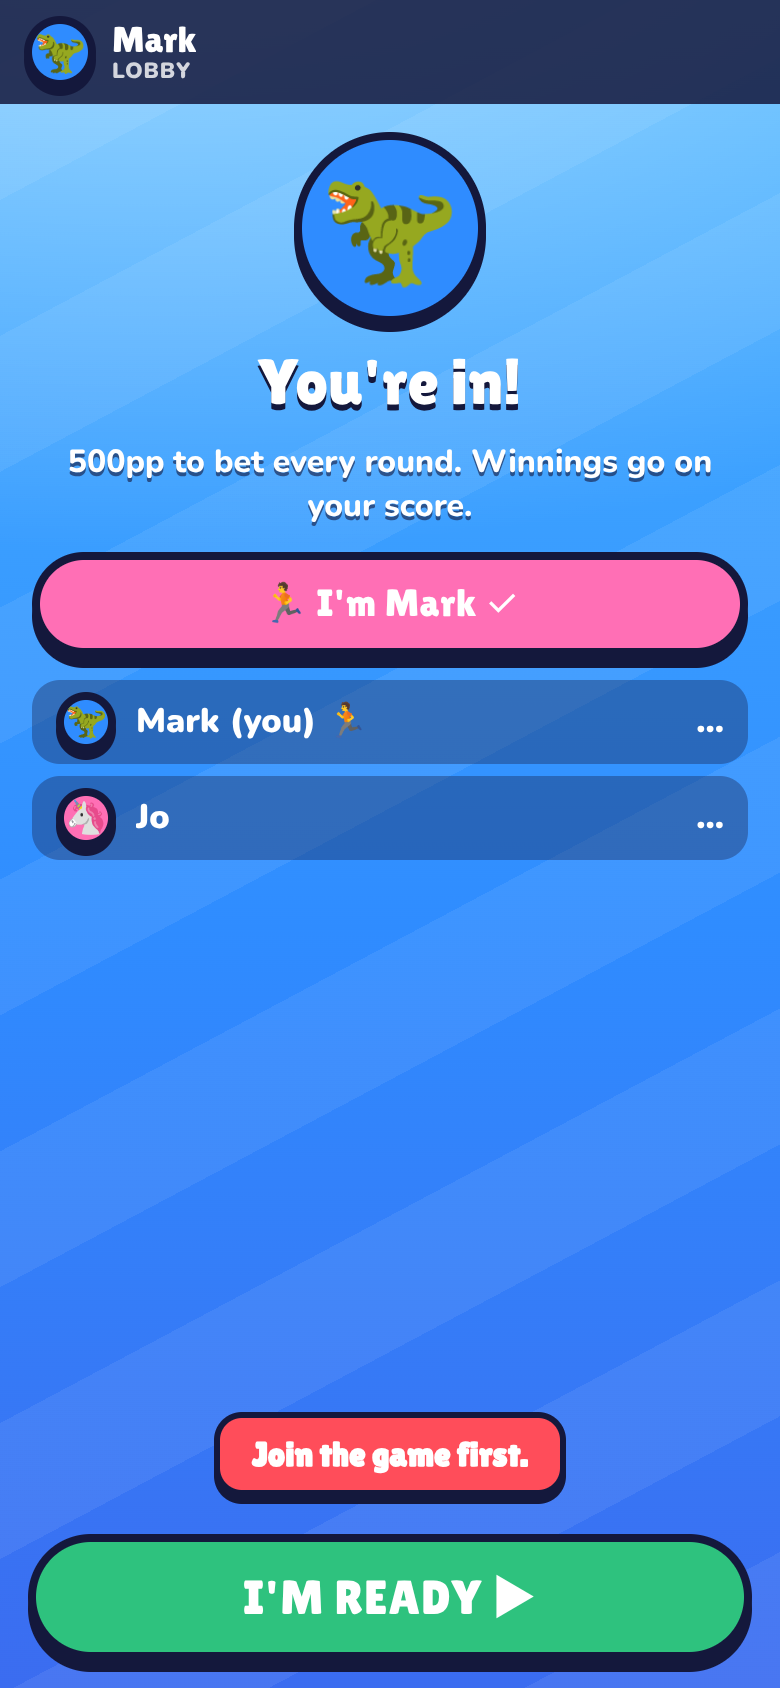 Mark
LOBBY
You're in!
500pp to bet every round. Winnings go on
your score.
🏃 I'm Mark ✓
Mark (you) 🏃 ...
Jo ...
Join the game first.
I'M READY ▶